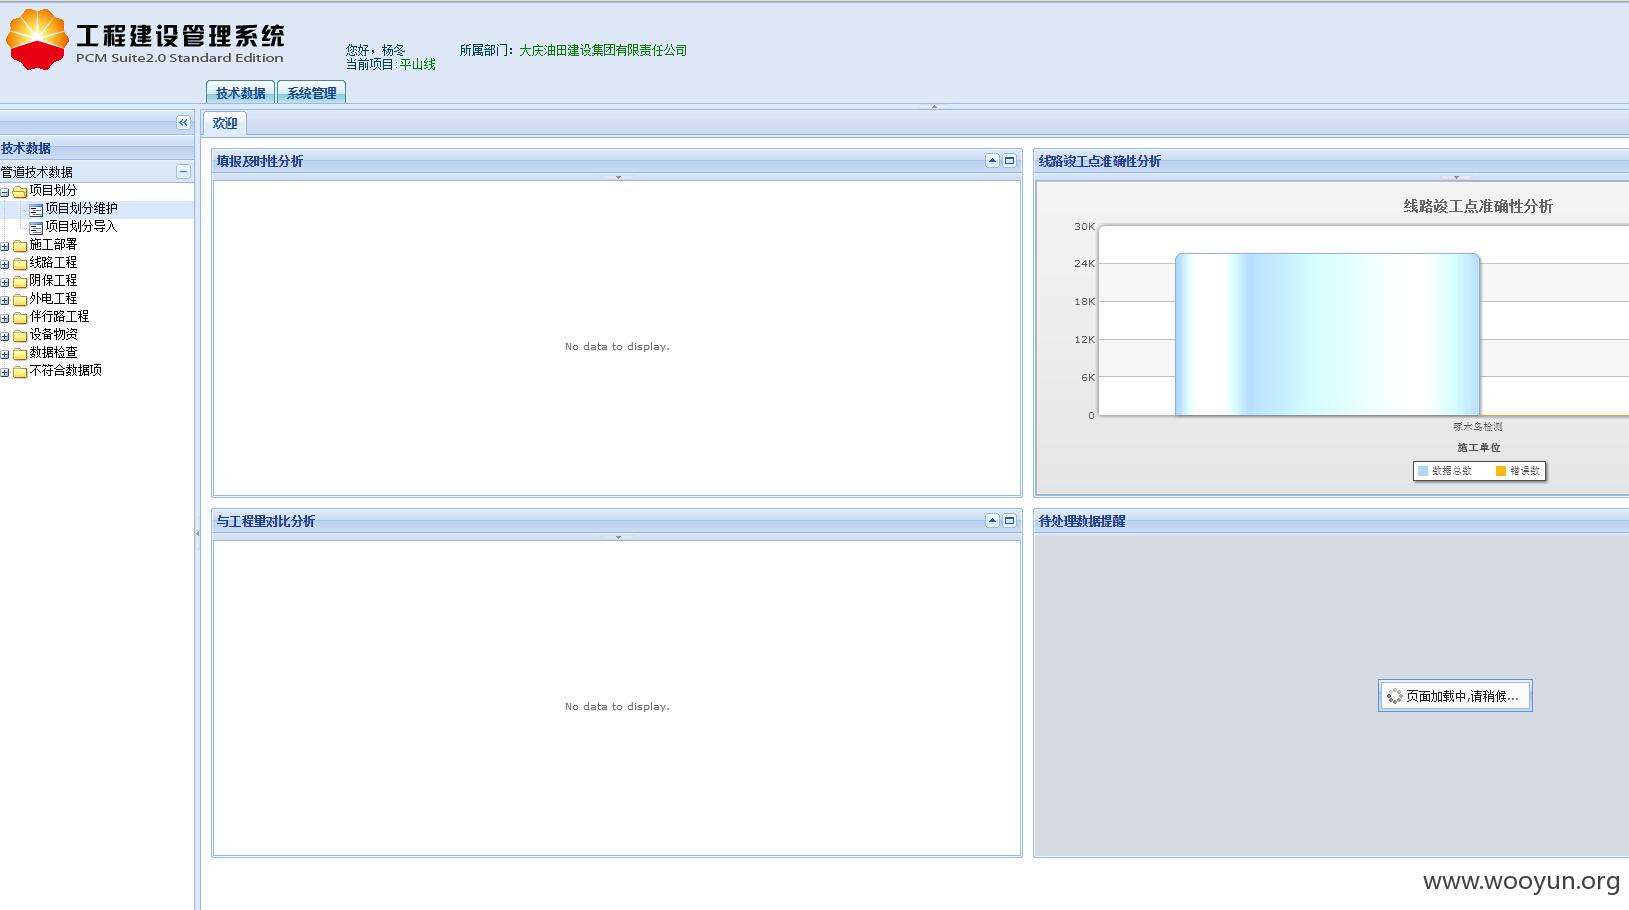 工程建设管理系统
PCM Suite2.0 Standard Edition
您好，杨冬 所属部门：大庆油田建设集团有限责任公司
当前项目:平山线
技术数据 系统管理
欢迎
技术数据
管道技术数据
项目划分
项目划分维护
项目划分导入
施工部署
线路工程
阴保工程
外电工程
伴行路工程
设备物资
数据检查
不符合数据项
填报及时性分析
No data to display.
线路竣工点准确性分析
线路竣工点准确性分析
30K
24K
18K
12K
6K
0
啄木鸟检测
施工单位
数据总数 错误数
与工程量对比分析
No data to display.
待处理数据提醒
页面加载中,请稍候...
www.wooyun.org